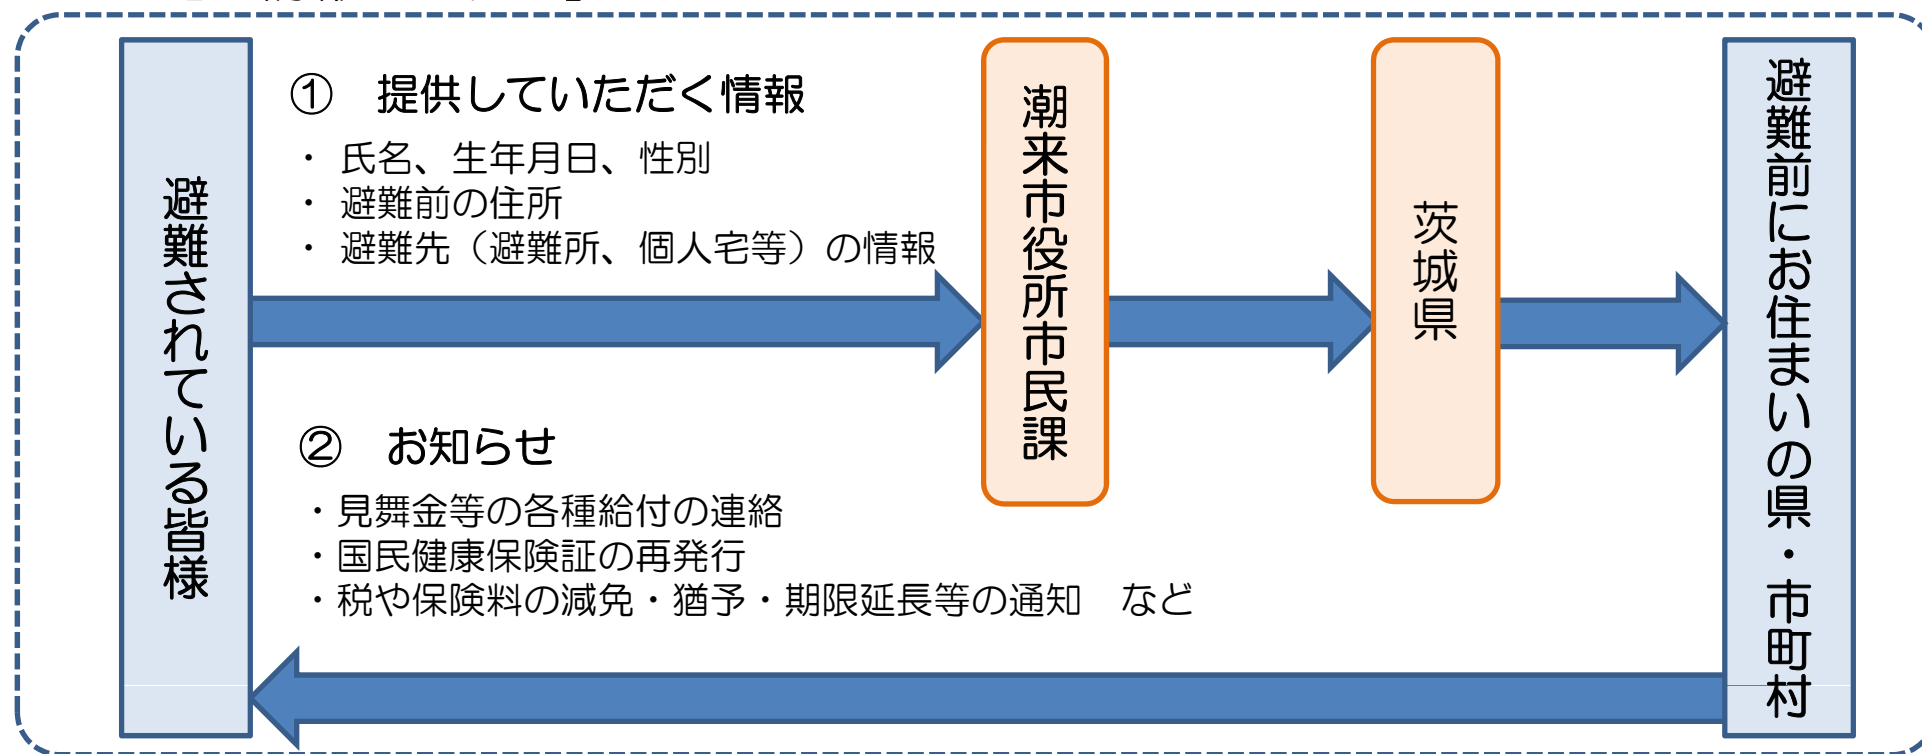 避難されている皆様
① 提供していただく情報
・ 氏名、生年月日、性別
・ 避難前の住所
・ 避難先（避難所、個人宅等）の情報
② お知らせ
・見舞金等の各種給付の連絡
・国民健康保険証の再発行
・税や保険料の減免・猶予・期限延長等の通知　など
潮来市役所市民課
茨城県
避難前にお住まいの県・市町村